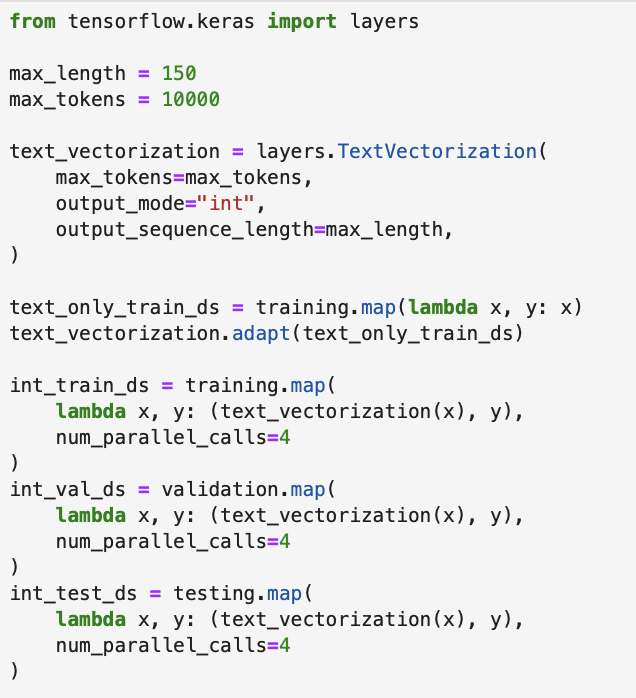 from tensorflow.keras import layers

max_length = 150
max_tokens = 10000

text_vectorization = layers.TextVectorization(
    max_tokens=max_tokens,
    output_mode="int",
    output_sequence_length=max_length,
)

text_only_train_ds = training.map(lambda x, y: x)
text_vectorization.adapt(text_only_train_ds)

int_train_ds = training.map(
    lambda x, y: (text_vectorization(x), y),
    num_parallel_calls=4
)
int_val_ds = validation.map(
    lambda x, y: (text_vectorization(x), y),
    num_parallel_calls=4
)
int_test_ds = testing.map(
    lambda x, y: (text_vectorization(x), y),
    num_parallel_calls=4
)